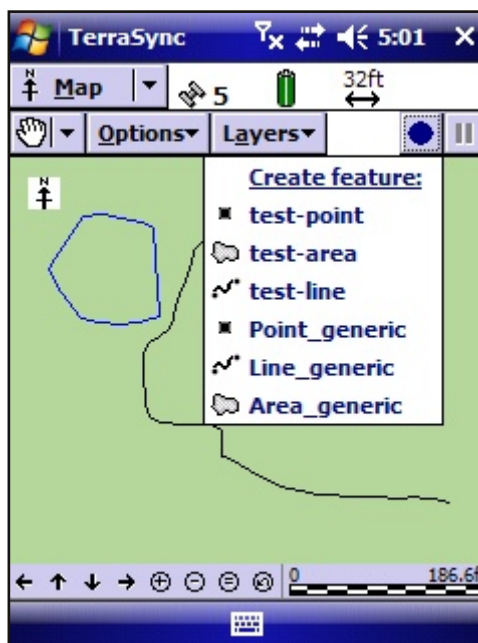 TerraSync 5:01
N Map 5 32ft
Options Layers
N
Create feature:
test-point
test-area
test-line
Point_generic
Line_generic
Area_generic
0 186.6f